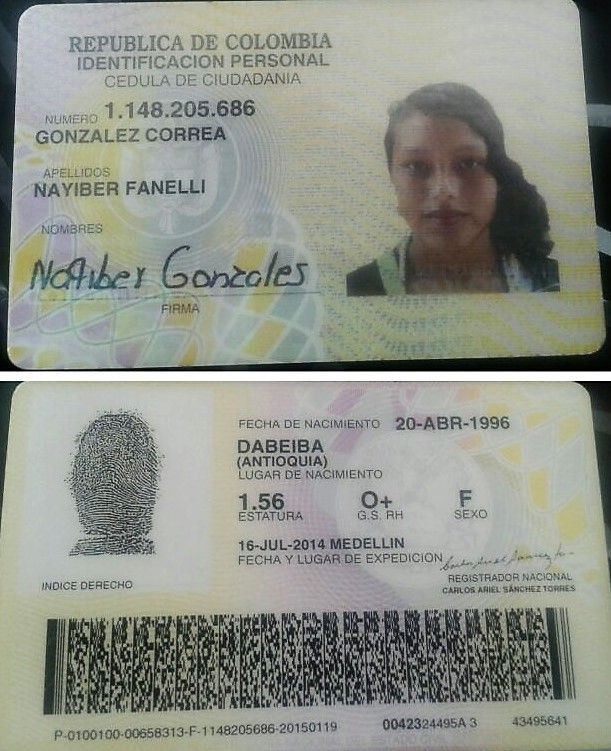 REPUBLICA DE COLOMBIA
IDENTIFICACION PERSONAL
CEDULA DE CIUDADANIA
NUMERO 1.148.205.686
GONZALEZ CORREA
APELLIDOS
NAYIBER FANELLI
NOMBRES
Nayiber Gonzales
FIRMA
FECHA DE NACIMIENTO 20-ABR-1996
DABEIBA
(ANTIOQUIA)
LUGAR DE NACIMIENTO
1.56 O+ F
ESTATURA G.S. RH SEXO
16-JUL-2014 MEDELLIN
FECHA Y LUGAR DE EXPEDICION
INDICE DERECHO
REGISTRADOR NACIONAL
CARLOS ARIEL SÁNCHEZ TORRES
P-0100100-00658313-F-1148205686-20150119 0042324495A 3 43495641